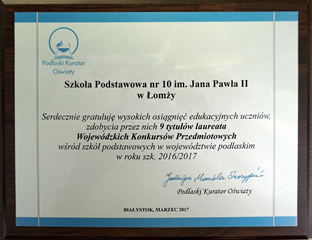 Podlaski Kurator
Oświaty
Szkoła Podstawowa nr 10 im. Jana Pawła II
w Łomży
Serdecznie gratuluję wysokich osiągnięć edukacyjnych uczniów,
zdobycia przez nich 9 tytułów laureata
Wojewódzkich Konkursów Przedmiotowych
wśród szkół podstawowych w województwie podlaskim
w roku szk. 2016/2017
Podlaski Kurator Oświaty
BIAŁYSTOK, MARZEC 2017